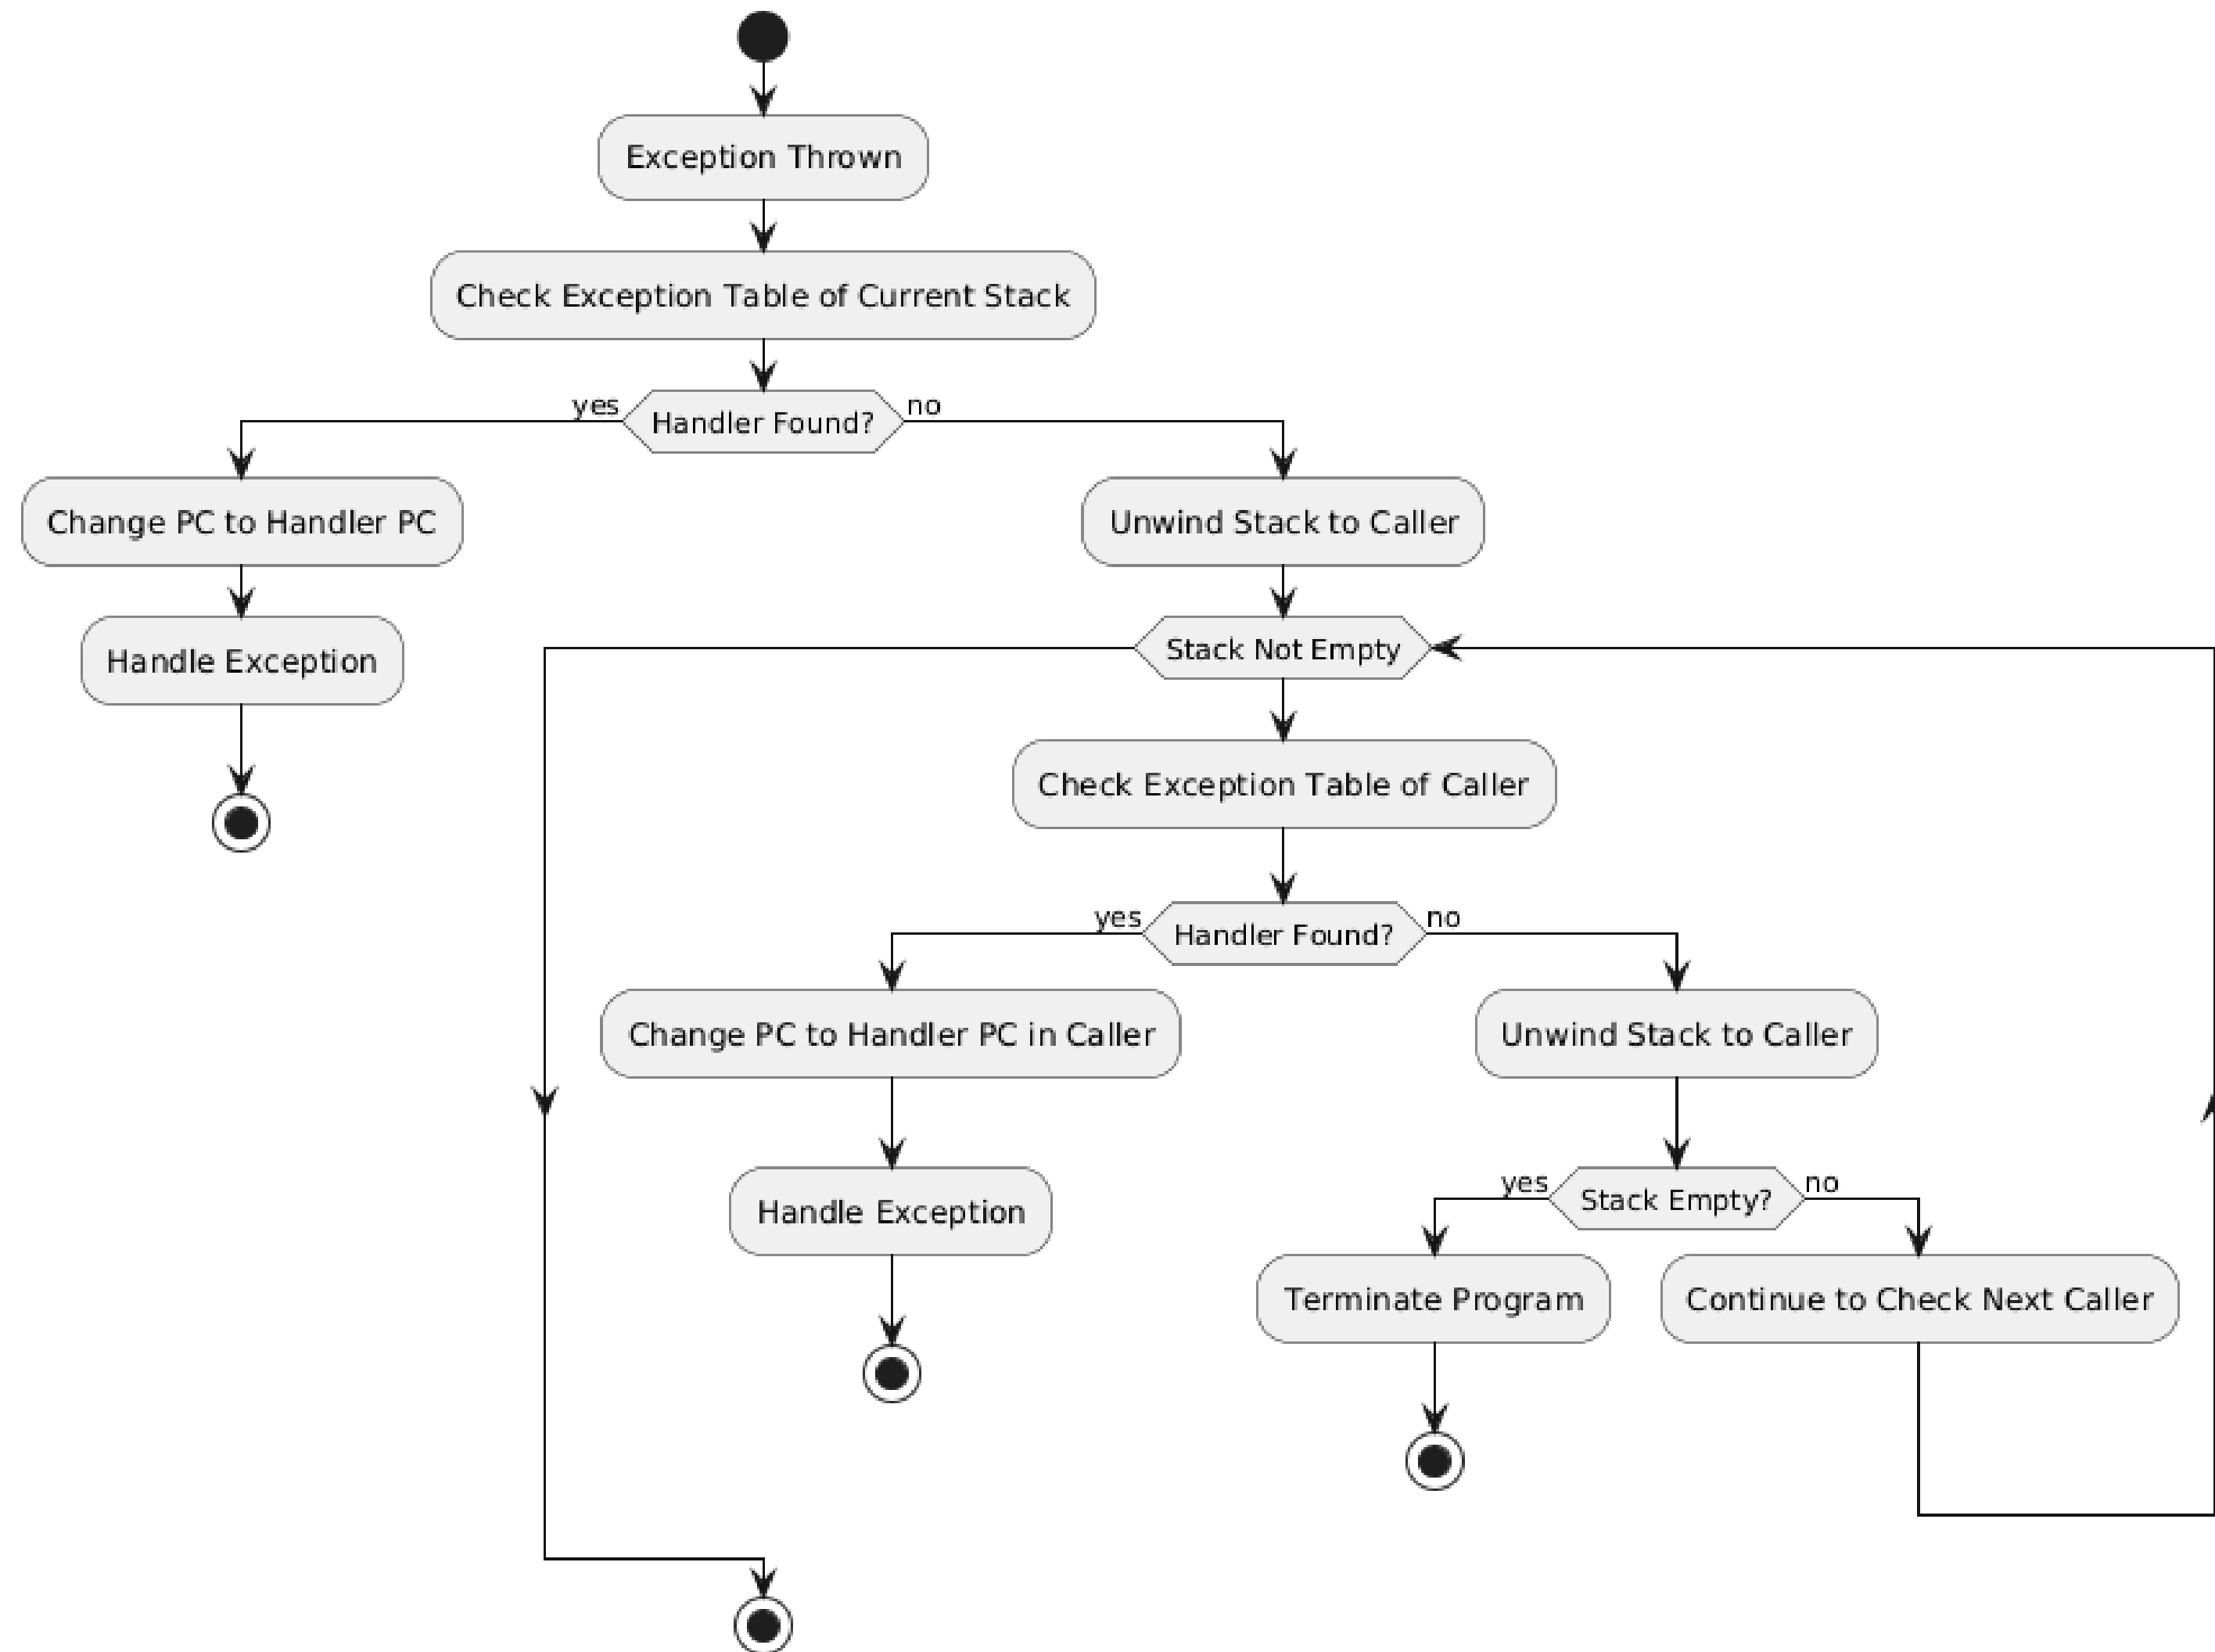 Exception Thrown
Check Exception Table of Current Stack
yes
Handler Found?
no
Change PC to Handler PC
Unwind Stack to Caller
Handle Exception
Stack Not Empty
Check Exception Table of Caller
yes
Handler Found?
no
Change PC to Handler PC in Caller
Unwind Stack to Caller
Handle Exception
yes
Stack Empty?
no
Terminate Program
Continue to Check Next Caller